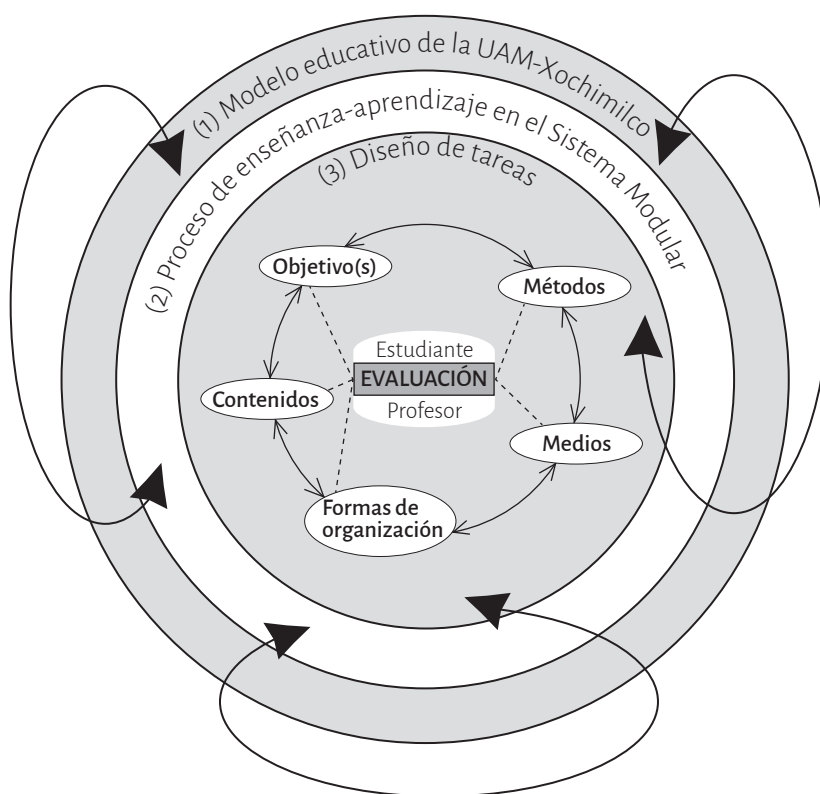 (1) Modelo educativo de la UAM-Xochimilco
(2) Proceso de enseñanza-aprendizaje en el Sistema Modular
(3) Diseño de tareas
Objetivo(s)
Métodos
Estudiante
EVALUACIÓN
Profesor
Contenidos
Medios
Formas de
organización